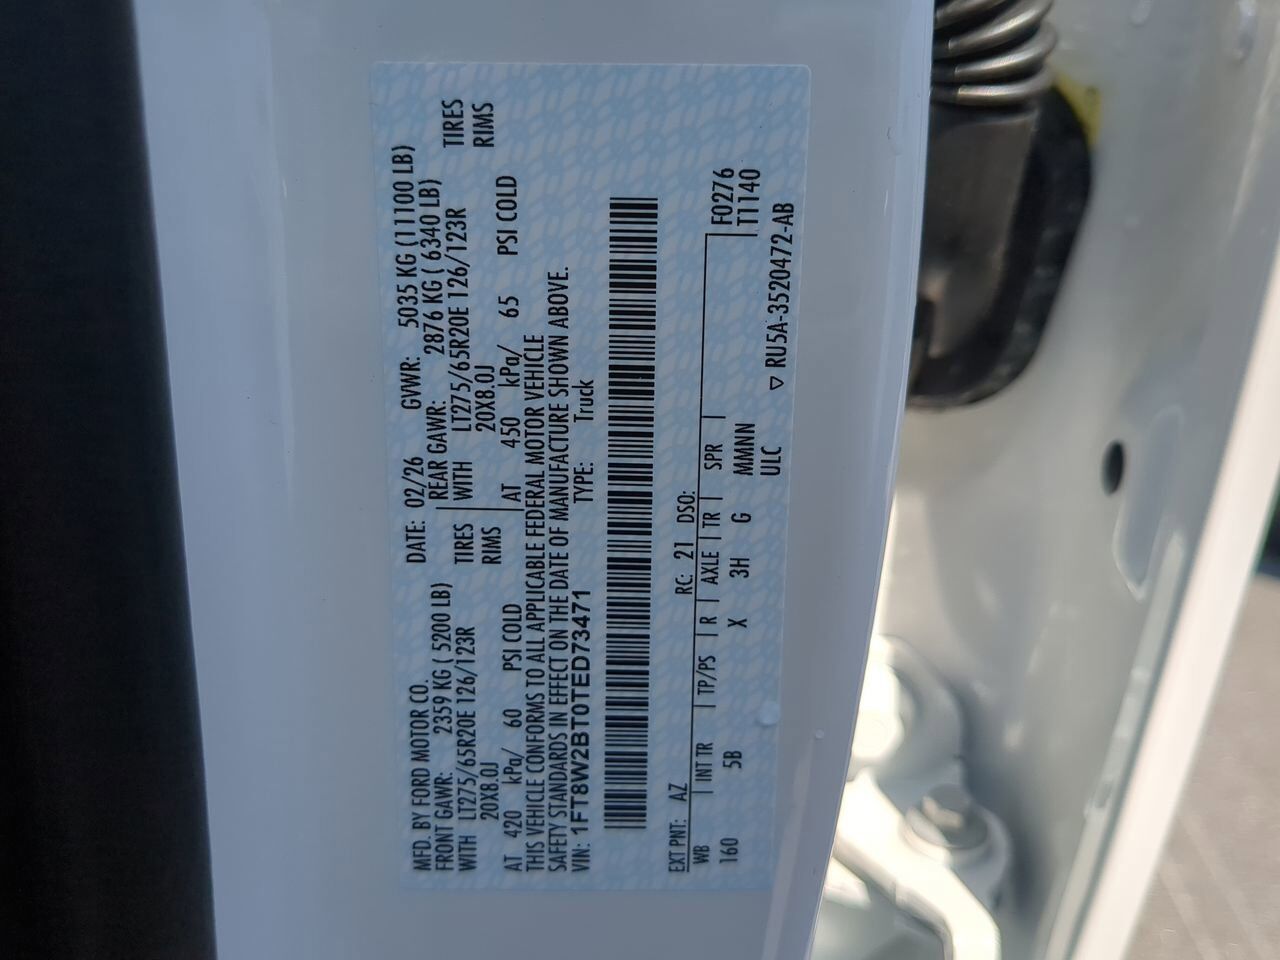 MFD. BY FORD MOTOR CO.
DATE: 02/26 GVWR: 5035 KG (11100 LB)
FRONT GAWR: 2359 KG ( 5200 LB) REAR GAWR: 2876 KG ( 6340 LB)
WITH LT275/65R20E 126/123R TIRES WITH LT275/65R20E 126/123R TIRES
20X8.0J RIMS 20X8.0J RIMS
AT 420 kPa/ 60 PSI COLD AT 450 kPa/ 65 PSI COLD
THIS VEHICLE CONFORMS TO ALL APPLICABLE FEDERAL MOTOR VEHICLE
SAFETY STANDARDS IN EFFECT ON THE DATE OF MANUFACTURE SHOWN ABOVE.
VIN: 1FT8W2BT0TED73471 TYPE: Truck
EXT PNT: AZ RC: 21 DSO:
WB INT TR TP/PS R AXLE TR SPR F0276
160 5B X 3H G MMNN T1140
ULC
▽ RU5A-3520472-AB